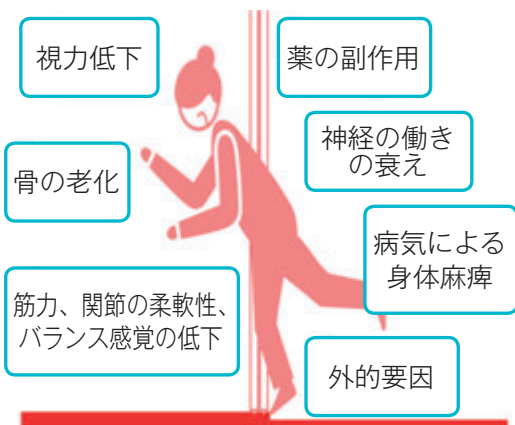 視力低下
薬の副作用
神経の働き
の衰え
骨の老化
病気による
身体麻痺
筋力、関節の柔軟性、
バランス感覚の低下
外的要因